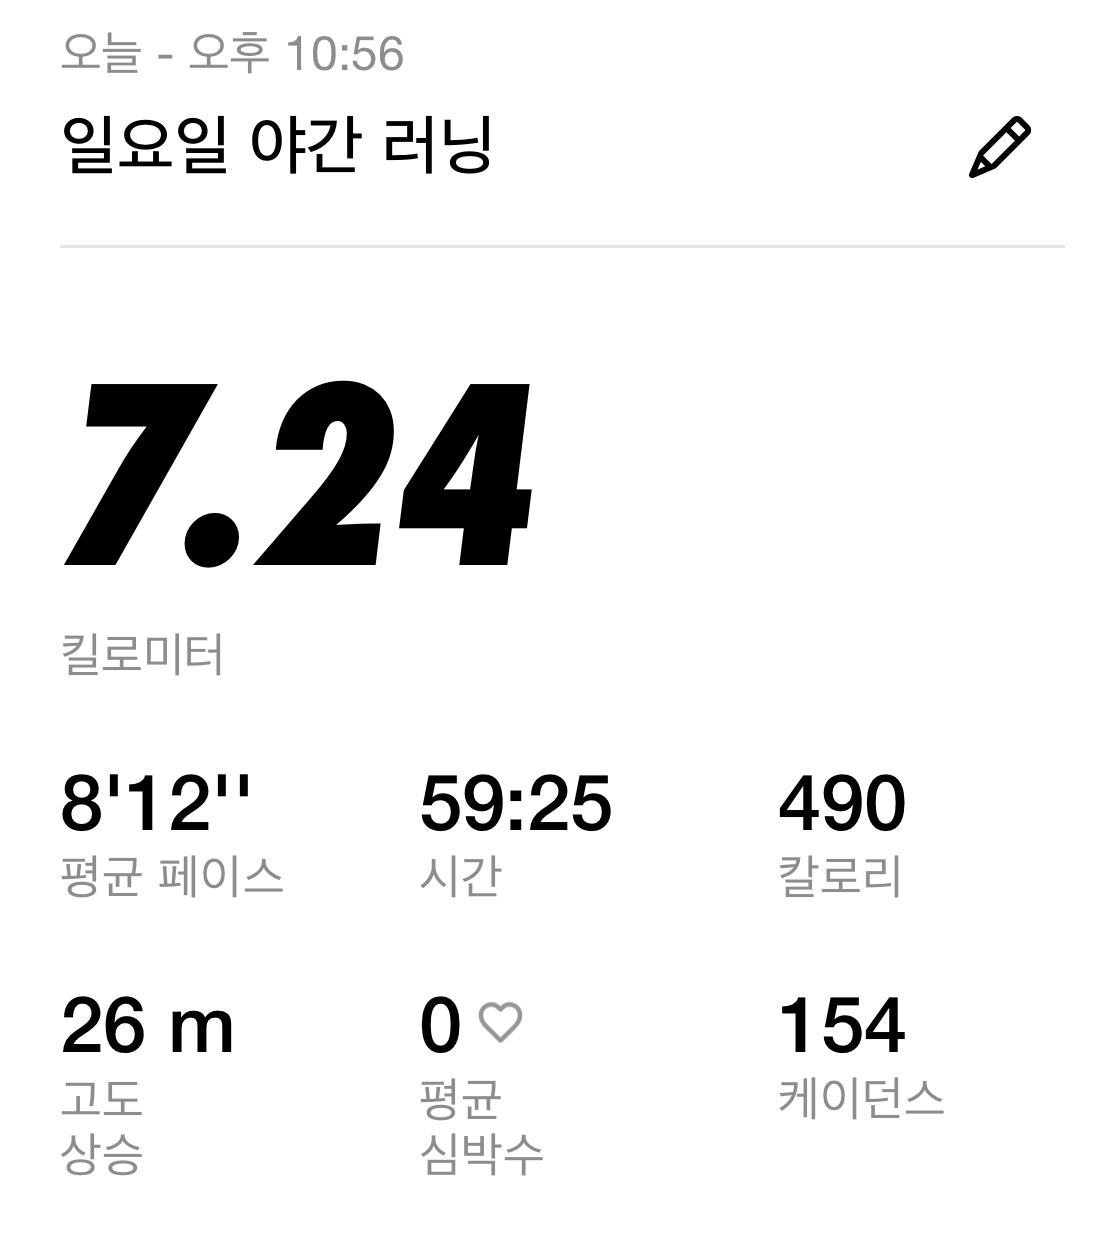 오늘 - 오후 10:56
일요일 야간 러닝
7.24
킬로미터
8'12'' 59:25 490
평균 페이스 시간 칼로리
26 m 0 154
고도 평균 케이던스
상승 심박수